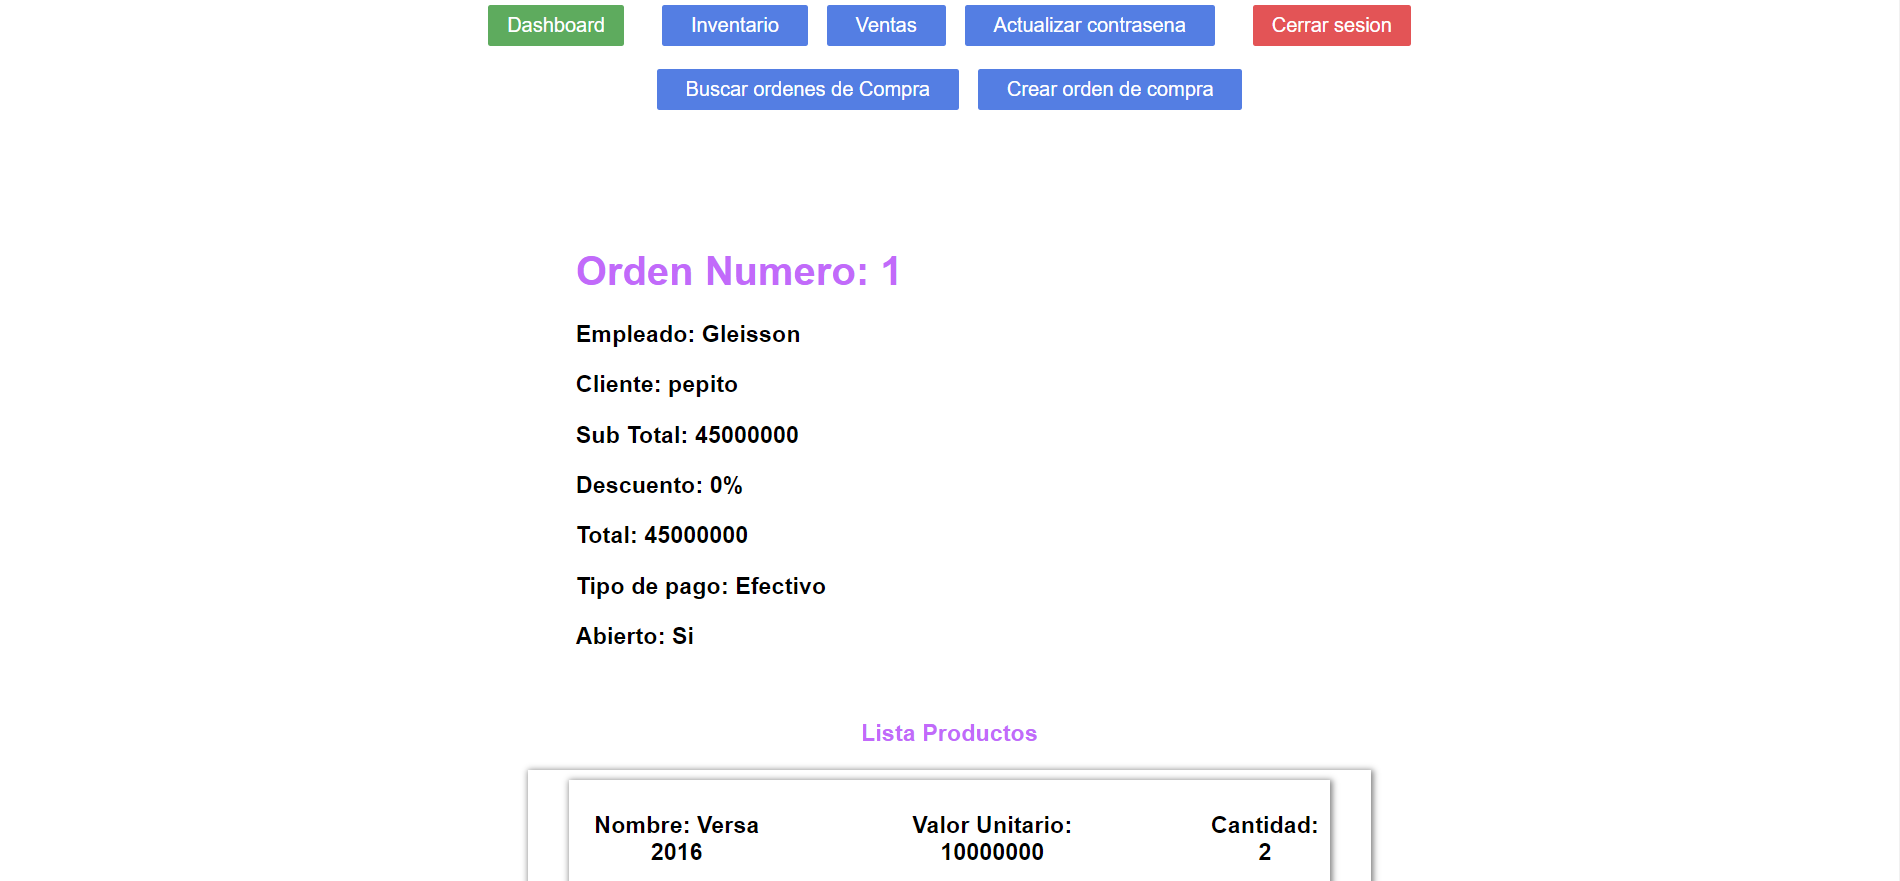 Dashboard Inventario Ventas Actualizar contrasena Cerrar sesion
Buscar ordenes de Compra Crear orden de compra
Orden Numero: 1
Empleado: Gleisson
Cliente: pepito
Sub Total: 45000000
Descuento: 0%
Total: 45000000
Tipo de pago: Efectivo
Abierto: Si
Lista Productos
Nombre: Versa 2016
Valor Unitario: 10000000
Cantidad: 2